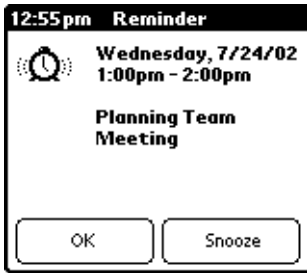 12:55 pm Reminder
Wednesday, 7/24/02
1:00pm - 2:00pm
Planning Team
Meeting
OK Snooze